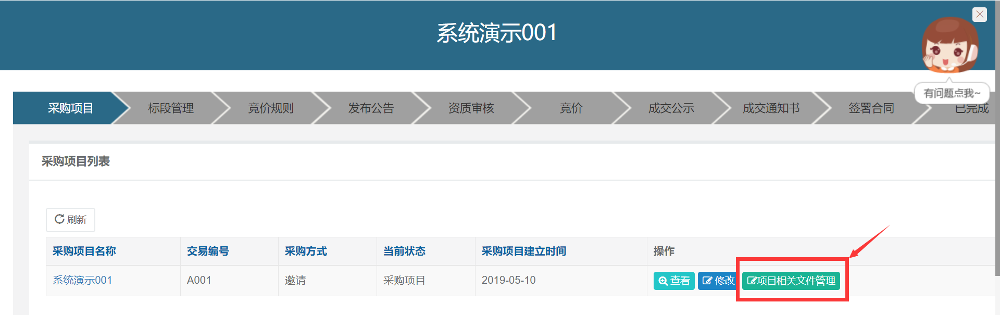 系统演示001
有问题点我~
采购项目 标段管理 竞价规则 发布公告 资质审核 竞价 成交公示 成交通知书 签署合同 已完成
采购项目列表
刷新
采购项目名称 交易编号 采购方式 当前状态 采购项目建立时间 操作
系统演示001 A001 邀请 采购项目 2019-05-10 查看 修改 项目相关文件管理